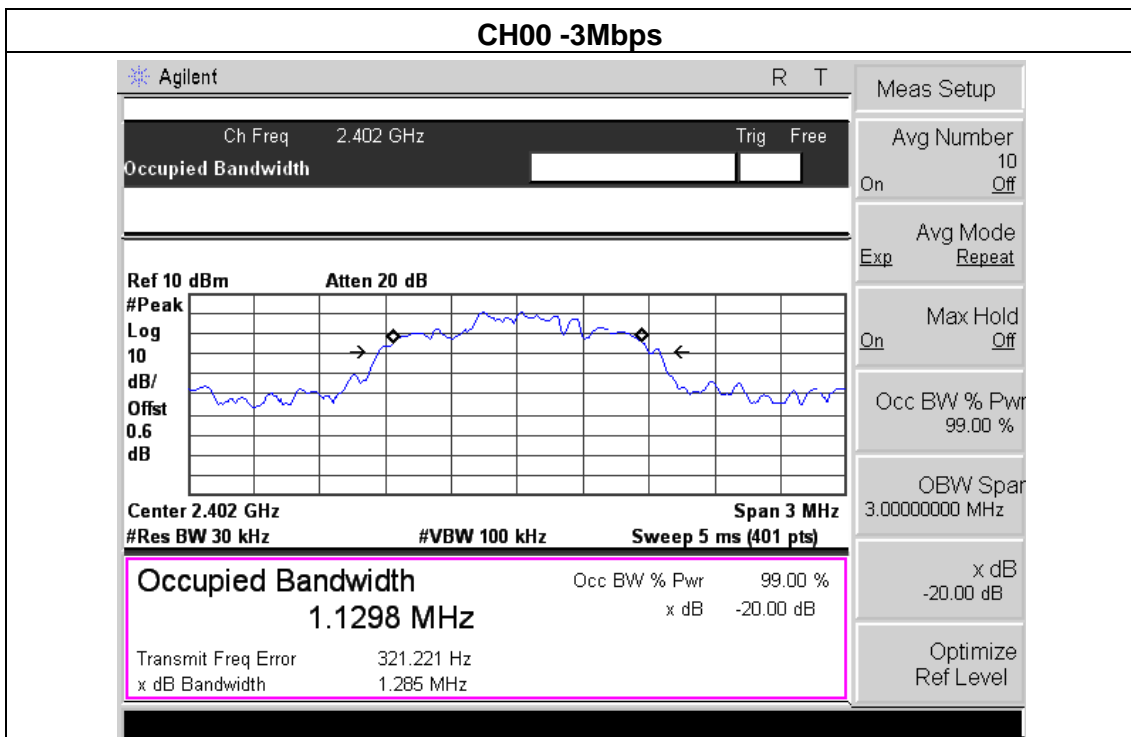 CH00 -3Mbps
Agilent R T
Ch Freq 2.402 GHz Trig Free
Occupied Bandwidth
Ref 10 dBm Atten 20 dB
#Peak
Log
10
dB/
Offst
0.6
dB
Center 2.402 GHz Span 3 MHz
#Res BW 30 kHz #VBW 100 kHz Sweep 5 ms (401 pts)
Occupied Bandwidth Occ BW % Pwr 99.00 %
1.1298 MHz x dB -20.00 dB
Transmit Freq Error 321.221 Hz
x dB Bandwidth 1.285 MHz
Meas Setup
Avg Number
10
On Off
Avg Mode
Exp Repeat
Max Hold
On Off
Occ BW % Pwr
99.00 %
OBW Span
3.00000000 MHz
x dB
-20.00 dB
Optimize
Ref Level